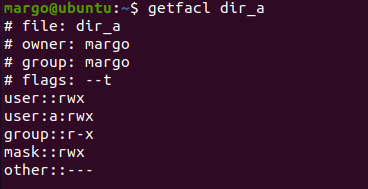 margo@ubuntu:~$ getfacl dir_a
# file: dir_a
# owner: margo
# group: margo
# flags: --t
user::rwx
user:a:rwx
group::r-x
mask::rwx
other::---